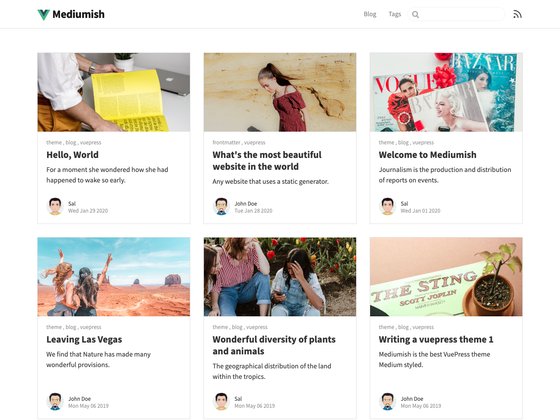 Mediumish
Blog Tags
VOGUE
BAZAAR
BAZAAR
theme , blog , vuepress
Hello, World
For a moment she wondered how she had
happened to wake so early.
Sal
Wed Jan 29 2020
frontmatter , vuepress
What's the most beautiful
website in the world
Any website that uses a static generator.
John Doe
Tue Jan 28 2020
theme , blog , vuepress
Welcome to Mediumish
Journalism is the production and distribution
of reports on events.
Sal
Wed Jan 01 2020
THE STING
SCOTT JOPLIN
theme , blog , vuepress
Leaving Las Vegas
We find that Nature has made many
wonderful provisions.
John Doe
Mon May 06 2019
theme , blog , vuepress
Wonderful diversity of plants
and animals
The geographical distribution of the land
within the tropics.
Sal
Mon May 06 2019
theme , blog , vuepress
Writing a vuepress theme 1
Mediumish is the best VuePress theme
Medium styled.
John Doe
Mon May 06 2019